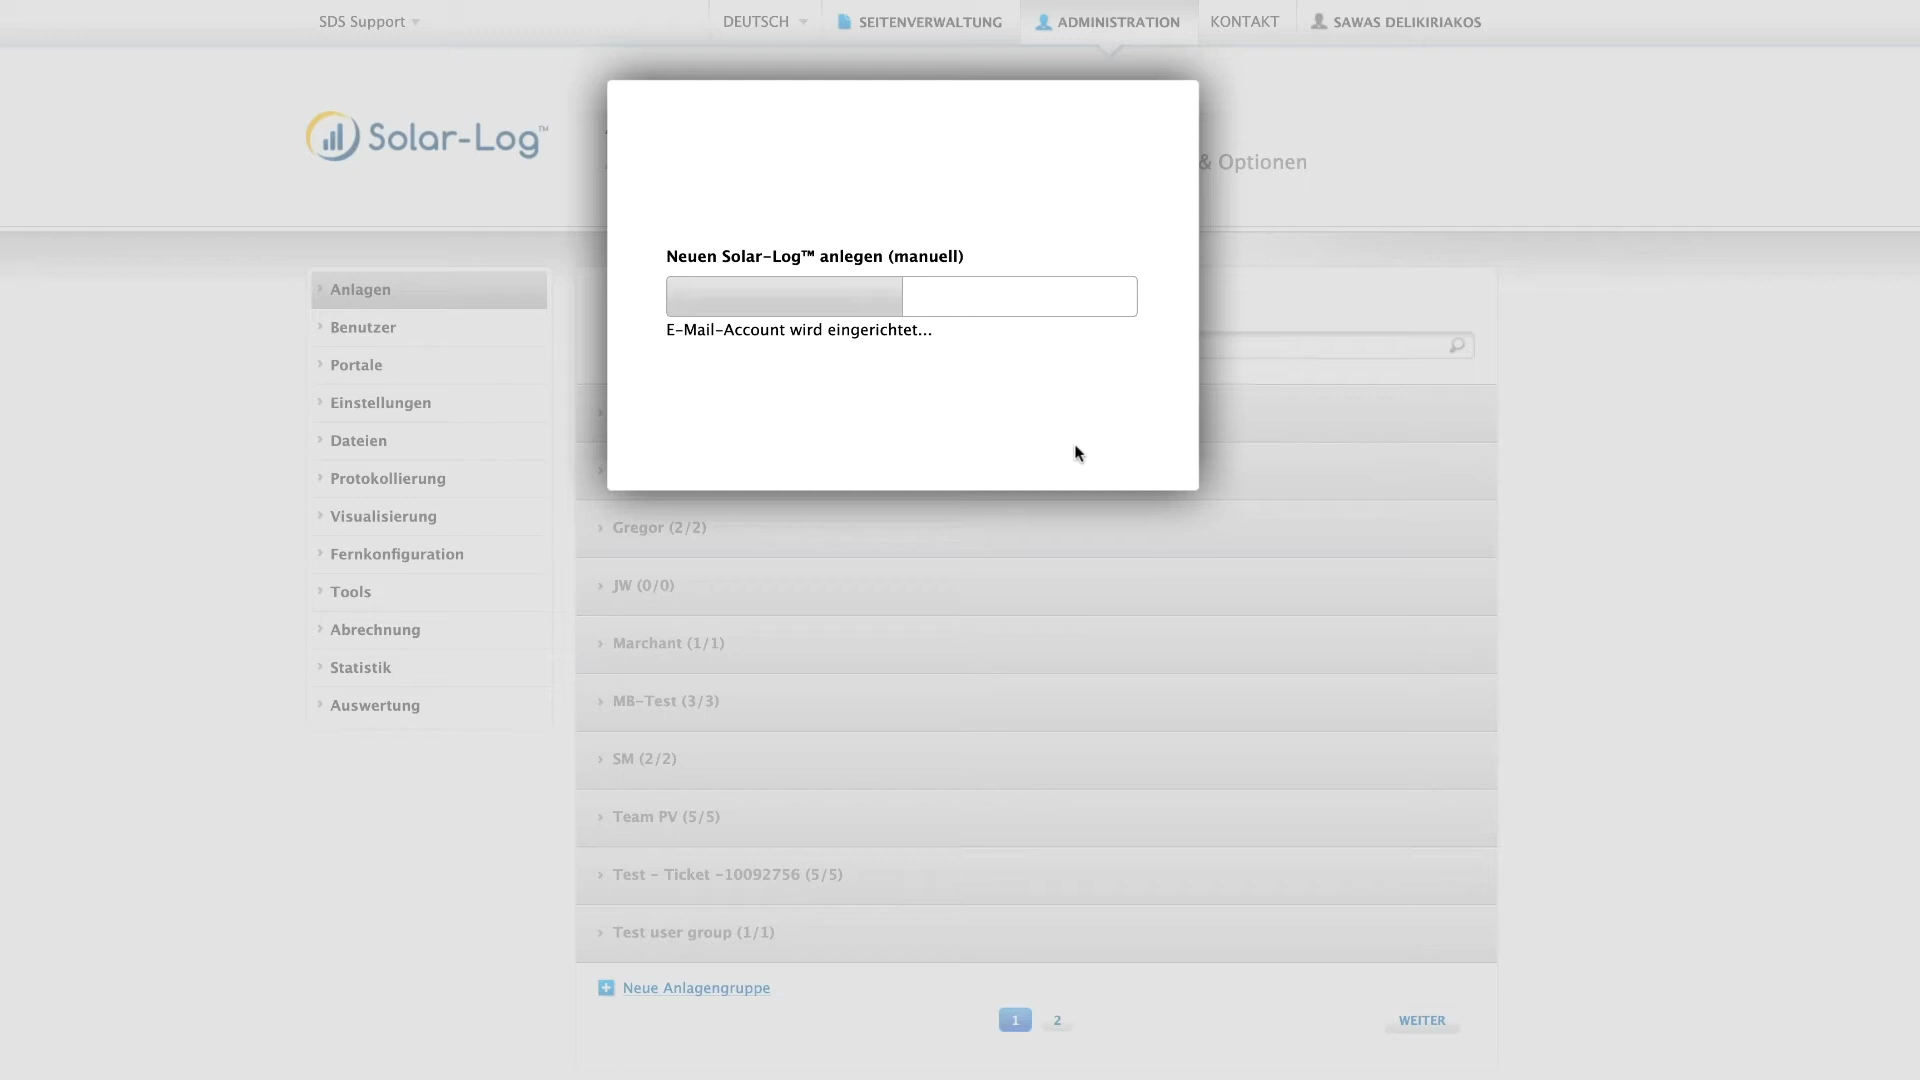 SDS Support
DEUTSCH
SEITENVERWALTUNG
ADMINISTRATION
KONTAKT
SAWAS DELIKIRIAKOS
Solar-Log™
& Optionen
Neuen Solar-Log™ anlegen (manuell)
E-Mail-Account wird eingerichtet...
Anlagen
Benutzer
Portale
Einstellungen
Dateien
Protokollierung
Visualisierung
Fernkonfiguration
Tools
Abrechnung
Statistik
Auswertung
Gregor (2/2)
JW (0/0)
Marchant (1/1)
MB-Test (3/3)
SM (2/2)
Team PV (5/5)
Test - Ticket -10092756 (5/5)
Test user group (1/1)
Neue Anlagengruppe
1
2
WEITER